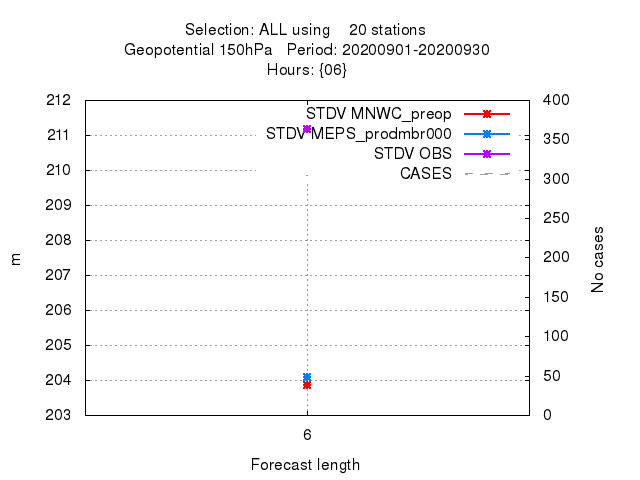 Selection: ALL using    20 stations
Geopotential 150hPa   Period: 20200901-20200930
Hours: {06}
212
211
210
209
208
207
206
205
204
203
m
STDV MNWC_preop
STDV MEPS_prodmbr000
STDV OBS
CASES
400
350
300
250
200
150
100
50
0
No cases
6
Forecast length